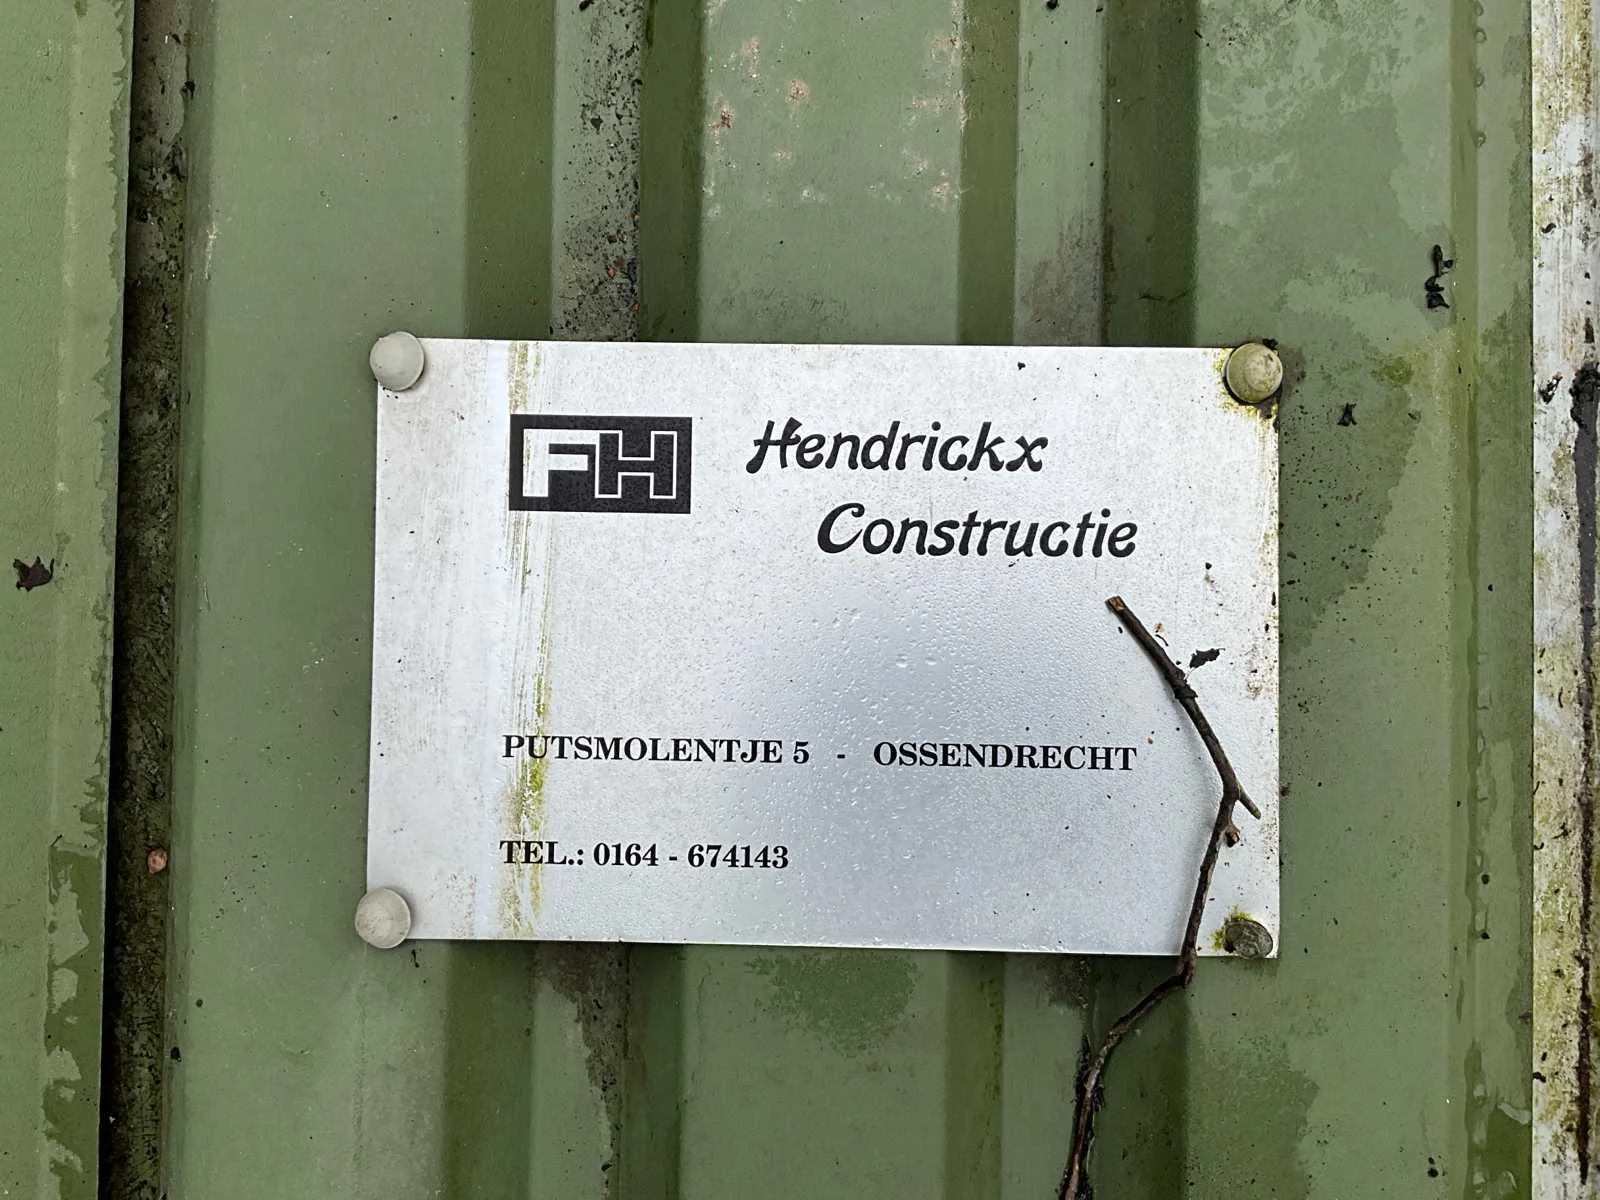 FH
Hendrickx
Constructie
PUTSMOLENTJE 5 - OSSENDRECHT
TEL.: 0164 - 674143